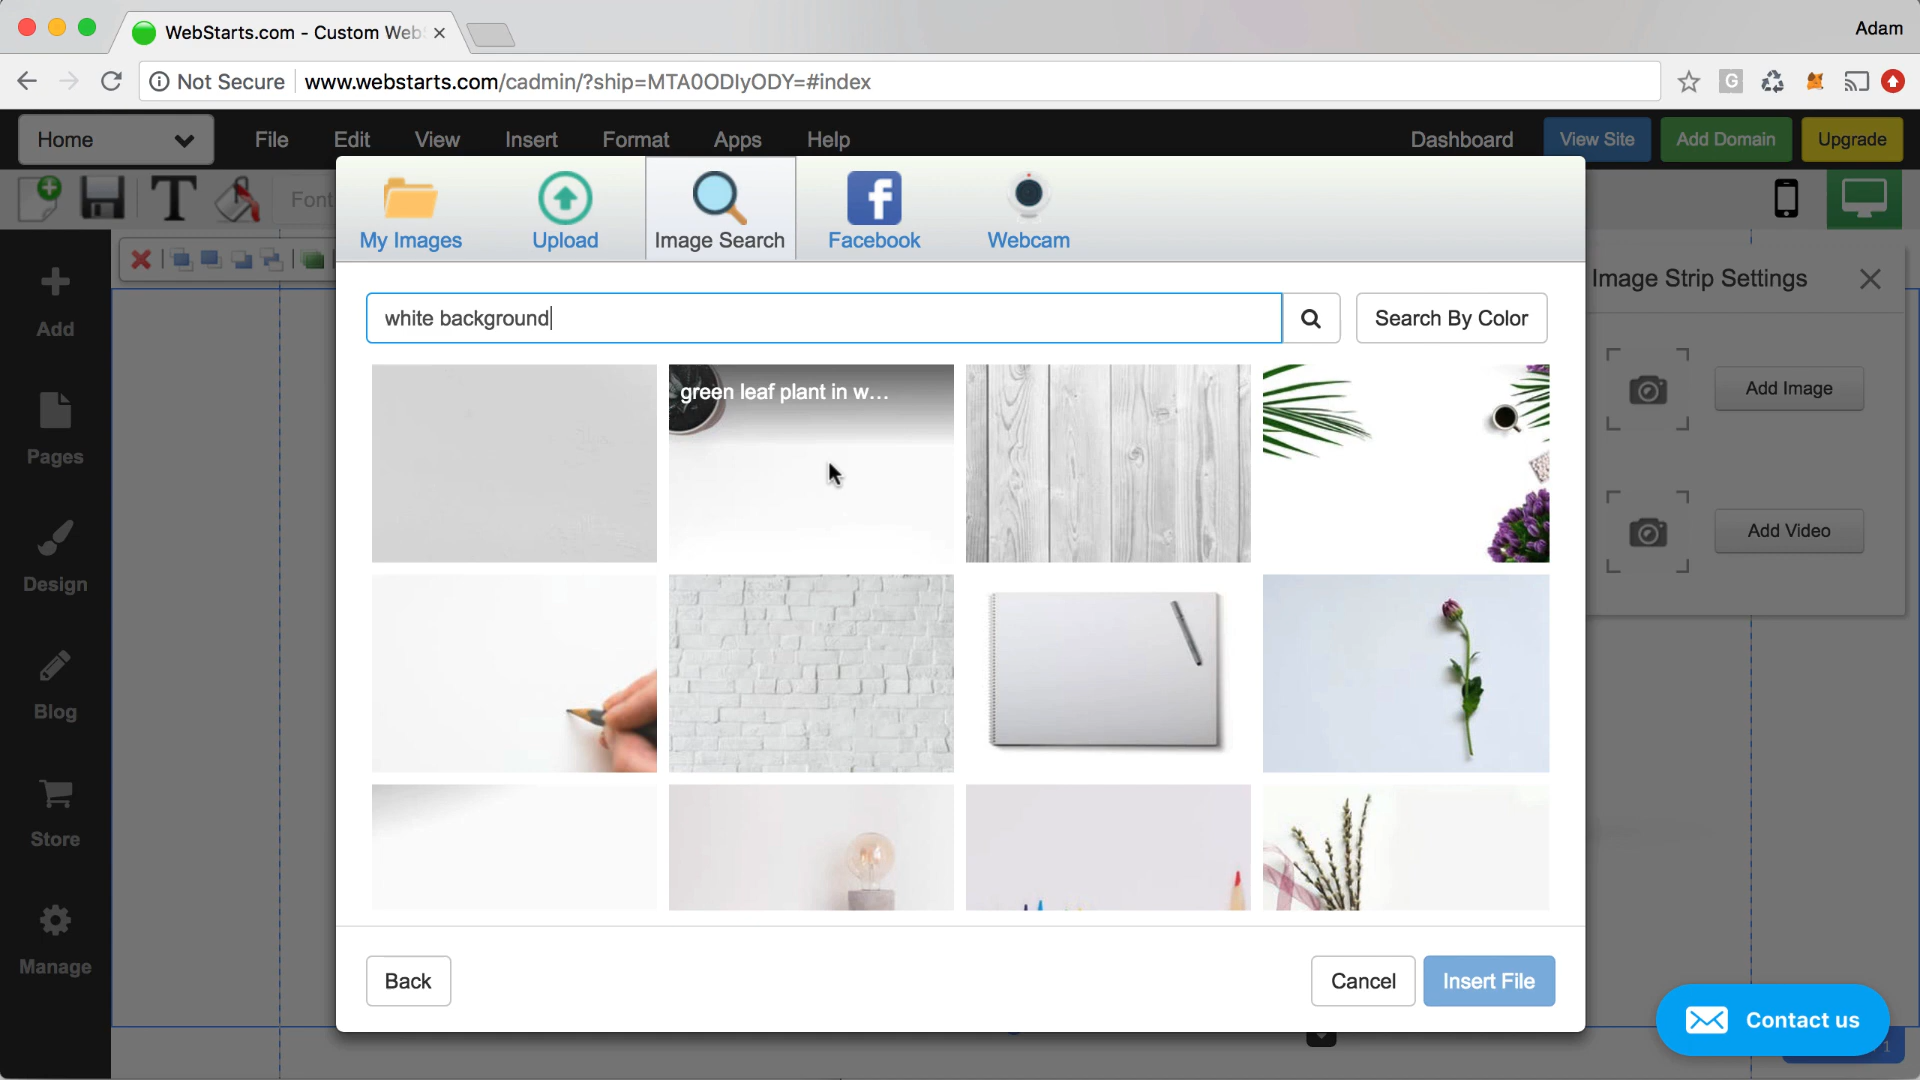 WebStarts.com - Custom Web
Adam
Not Secure www.webstarts.com/cadmin/?ship=MTA0ODIyODY=#index
G
Home File Edit View Insert Format Apps Help Dashboard View Site Add Domain Upgrade
T Font
My Images Upload Image Search Facebook Webcam
Image Strip Settings
white background
Search By Color
Add
Pages
Design
Blog
Store
Manage
green leaf plant in w...
Add Image
Add Video
Back Cancel Insert File
Contact us
1